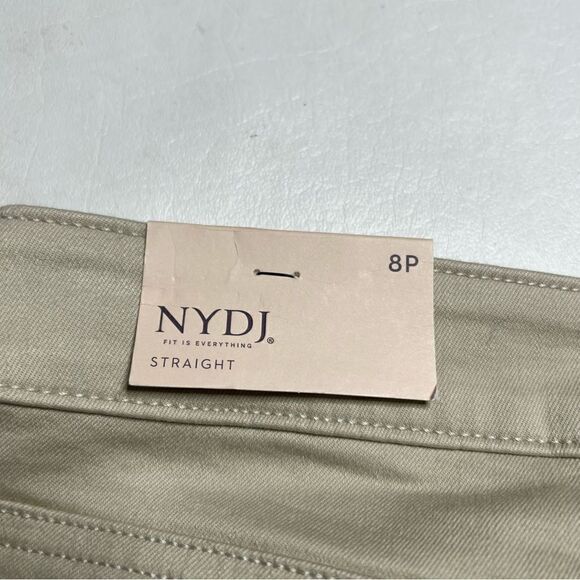 8P
NYDJ®
FIT IS EVERYTHING
STRAIGHT